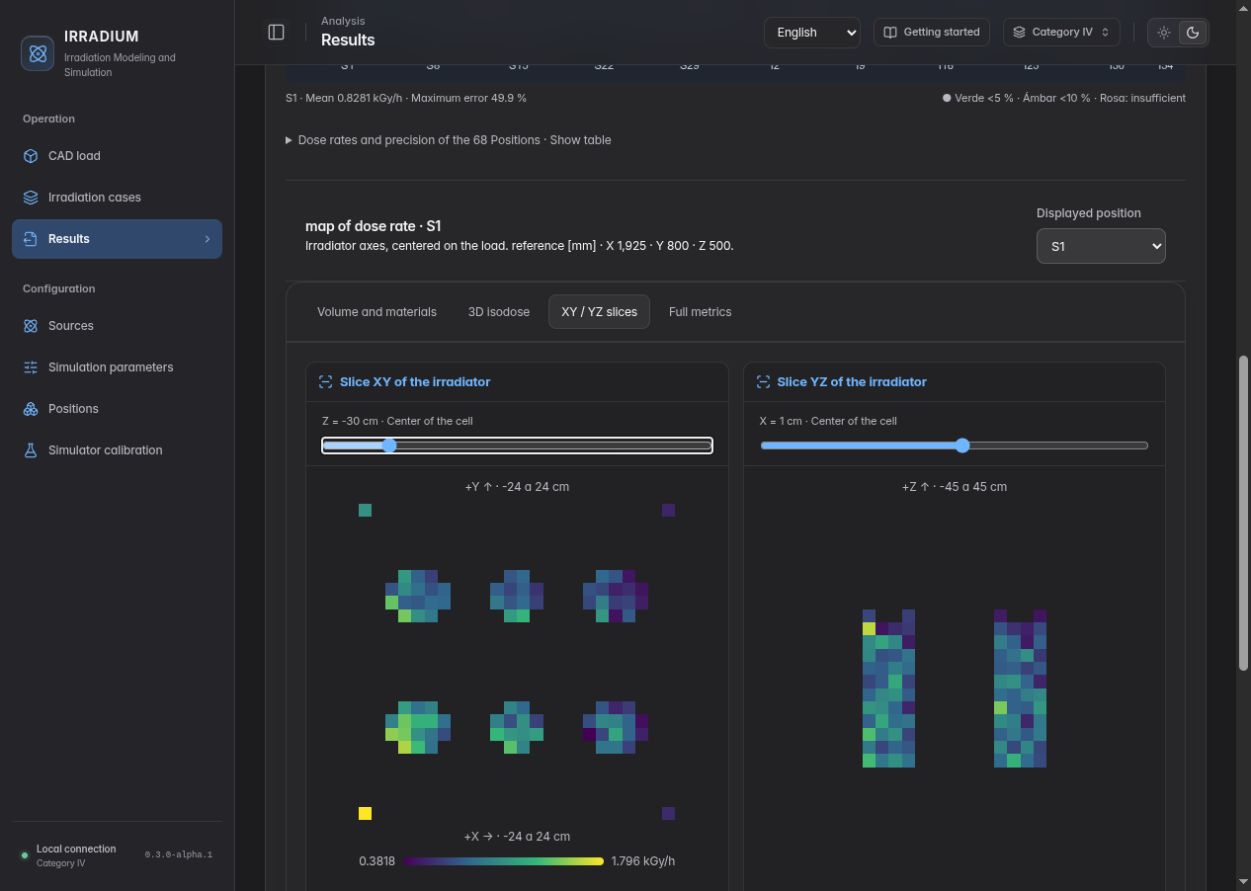 IRRADIUM
Irradiation Modeling and
Simulation
Operation
CAD load
Irradiation cases
Results
Configuration
Sources
Simulation parameters
Positions
Simulator calibration
Local connection
Category IV
0.3.0-alpha.1
Analysis
Results
English
Getting started
Category IV
S1 · Mean 0.8281 kGy/h · Maximum error 49.9 %
Verde <5 % · Ámbar <10 % · Rosa: insufficient
Dose rates and precision of the 68 Positions · Show table
map of dose rate · S1
Irradiator axes, centered on the load. reference [mm] · X 1,925 · Y 800 · Z 500.
Displayed position
S1
Volume and materials
3D isodose
XY / YZ slices
Full metrics
Slice XY of the irradiator
Z = -30 cm · Center of the cell
+Y ↑ · -24 a 24 cm
+X → · -24 a 24 cm
0.3818
1.796 kGy/h
Slice YZ of the irradiator
X = 1 cm · Center of the cell
+Z ↑ · -45 a 45 cm